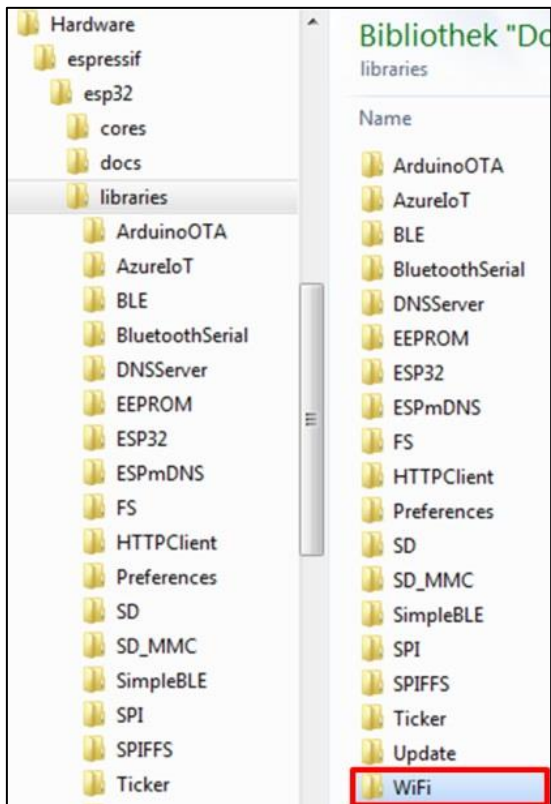 Hardware
espressif
esp32
cores
docs
libraries
ArduinoOTA
AzureIoT
BLE
BluetoothSerial
DNSServer
EEPROM
ESP32
ESPmDNS
FS
HTTPClient
Preferences
SD
SD_MMC
SimpleBLE
SPI
SPIFFS
Ticker
Bibliothek "Do
libraries
Name
ArduinoOTA
AzureIoT
BLE
BluetoothSerial
DNSServer
EEPROM
ESP32
ESPmDNS
FS
HTTPClient
Preferences
SD
SD_MMC
SimpleBLE
SPI
SPIFFS
Ticker
Update
WiFi